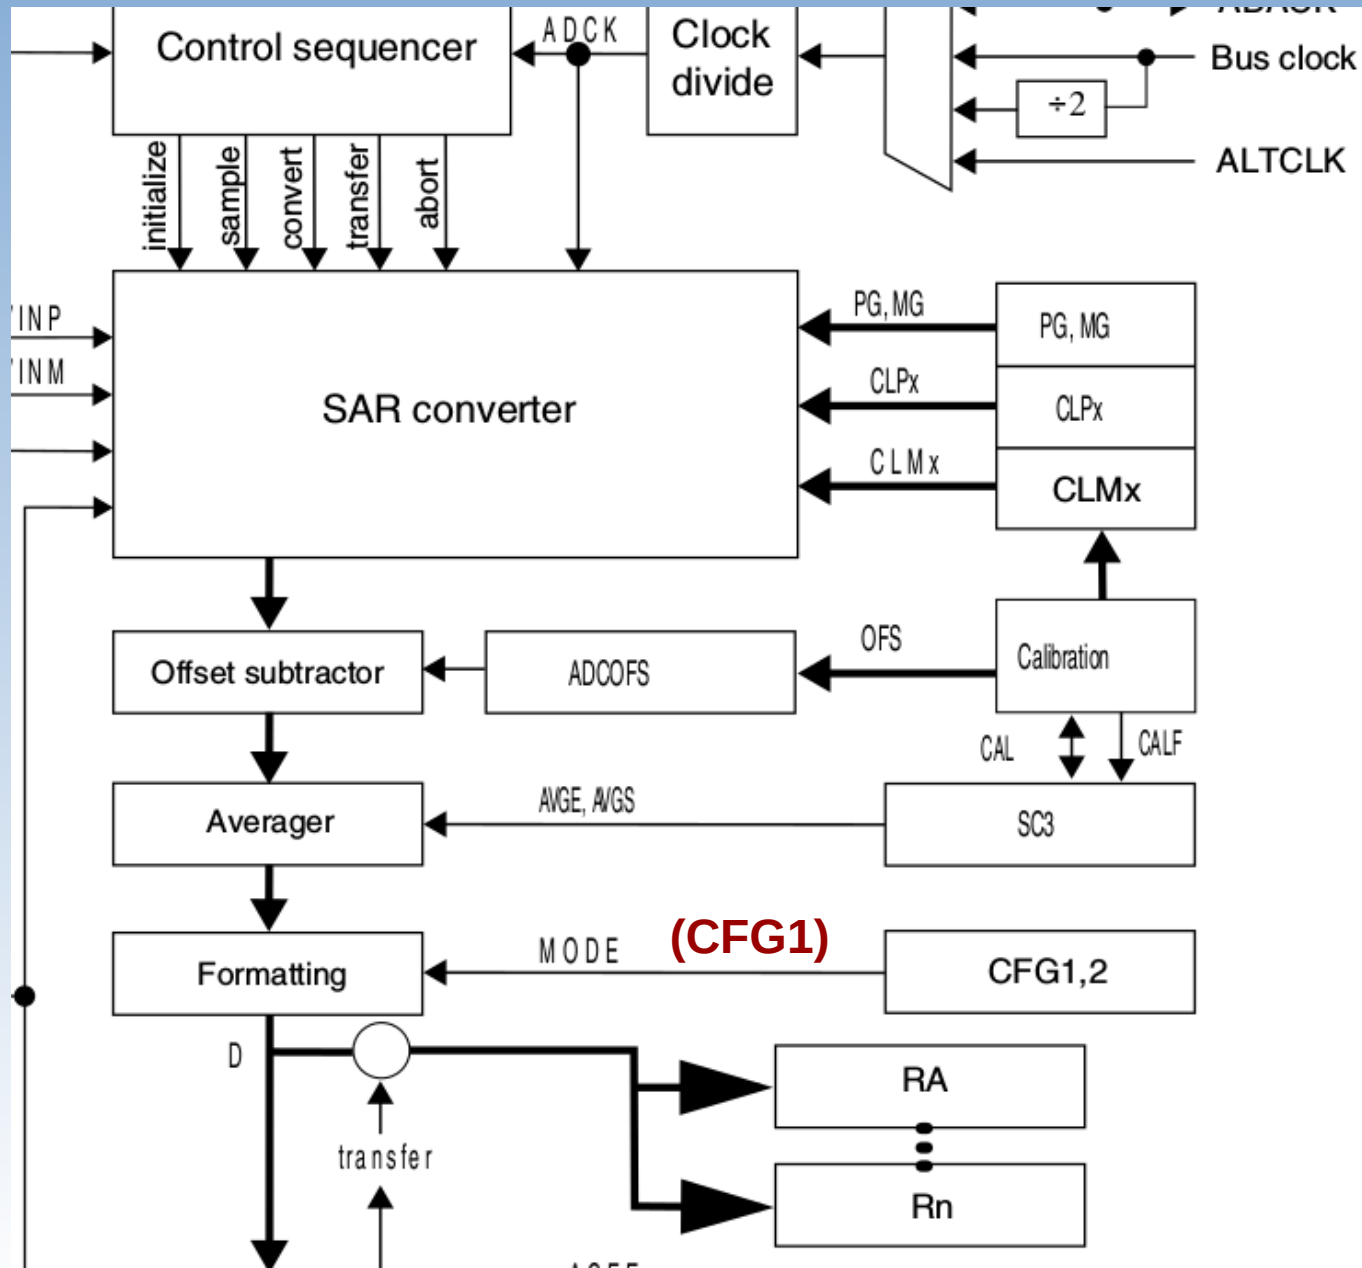 ADACK
Control sequencer
ADCK
Clock
divide
Bus clock
÷2
ALTCLK
initialize
sample
convert
transfer
abort
INP
INM
SAR converter
PG, MG
PG, MG
CLPx
CLPx
CLMx
CLMx
Offset subtractor
ADCOFS
OFS
Calibration
CAL
CALF
Averager
AVGE, AVGS
SC3
Formatting
MODE
(CFG1)
CFG1,2
D
RA
transfer
Rn